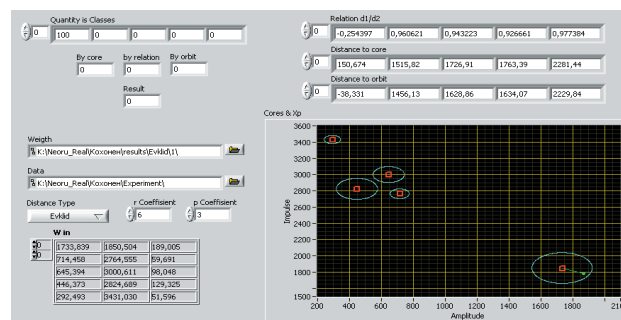 Quantity is Classes
0 100 0 0 0 0
By core by relation By orbit
0 0 0
Result
0
Weigth
K:\Neoru_Real\Кохонен\results\Evklid\1\
Data
K:\Neoru_Real\Кохонен\Experiment\
Distance Type r Coeffisient p Coeffisient
Evklid 6 3
W in
0 1733,839 1850,504 189,005
0 714,458 2764,555 59,691
645,394 3000,611 98,048
446,373 2824,689 129,325
292,493 3431,030 51,596
Relation d1/d2
0 -0,254397 0,960621 0,943223 0,926661 0,977384
Distance to core
0 150,674 1515,82 1726,91 1763,39 2281,44
Distance to orbit
0 -38,331 1456,13 1628,86 1634,07 2229,84
Cores & Xp
3600
3400
3200
3000
2800
2600
2400
2200
2000
1800
1500
Impulse
200 400 600 800 1000 1200 1400 1600 1800 210
Amplitude